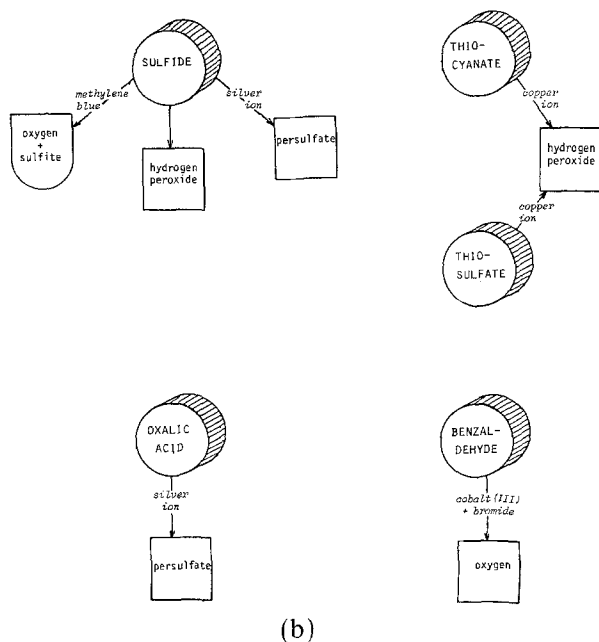 SULFIDE
methylene
blue
silver
ion
oxygen
+
sulfite
hydrogen
peroxide
persulfate
THIO-
CYANATE
copper
ion
hydrogen
peroxide
copper
ion
THIO-
SULFATE
OXALIC
ACID
silver
ion
persulfate
BENZAL-
DEHYDE
cobalt(III)
+ bromide
oxygen
(b)